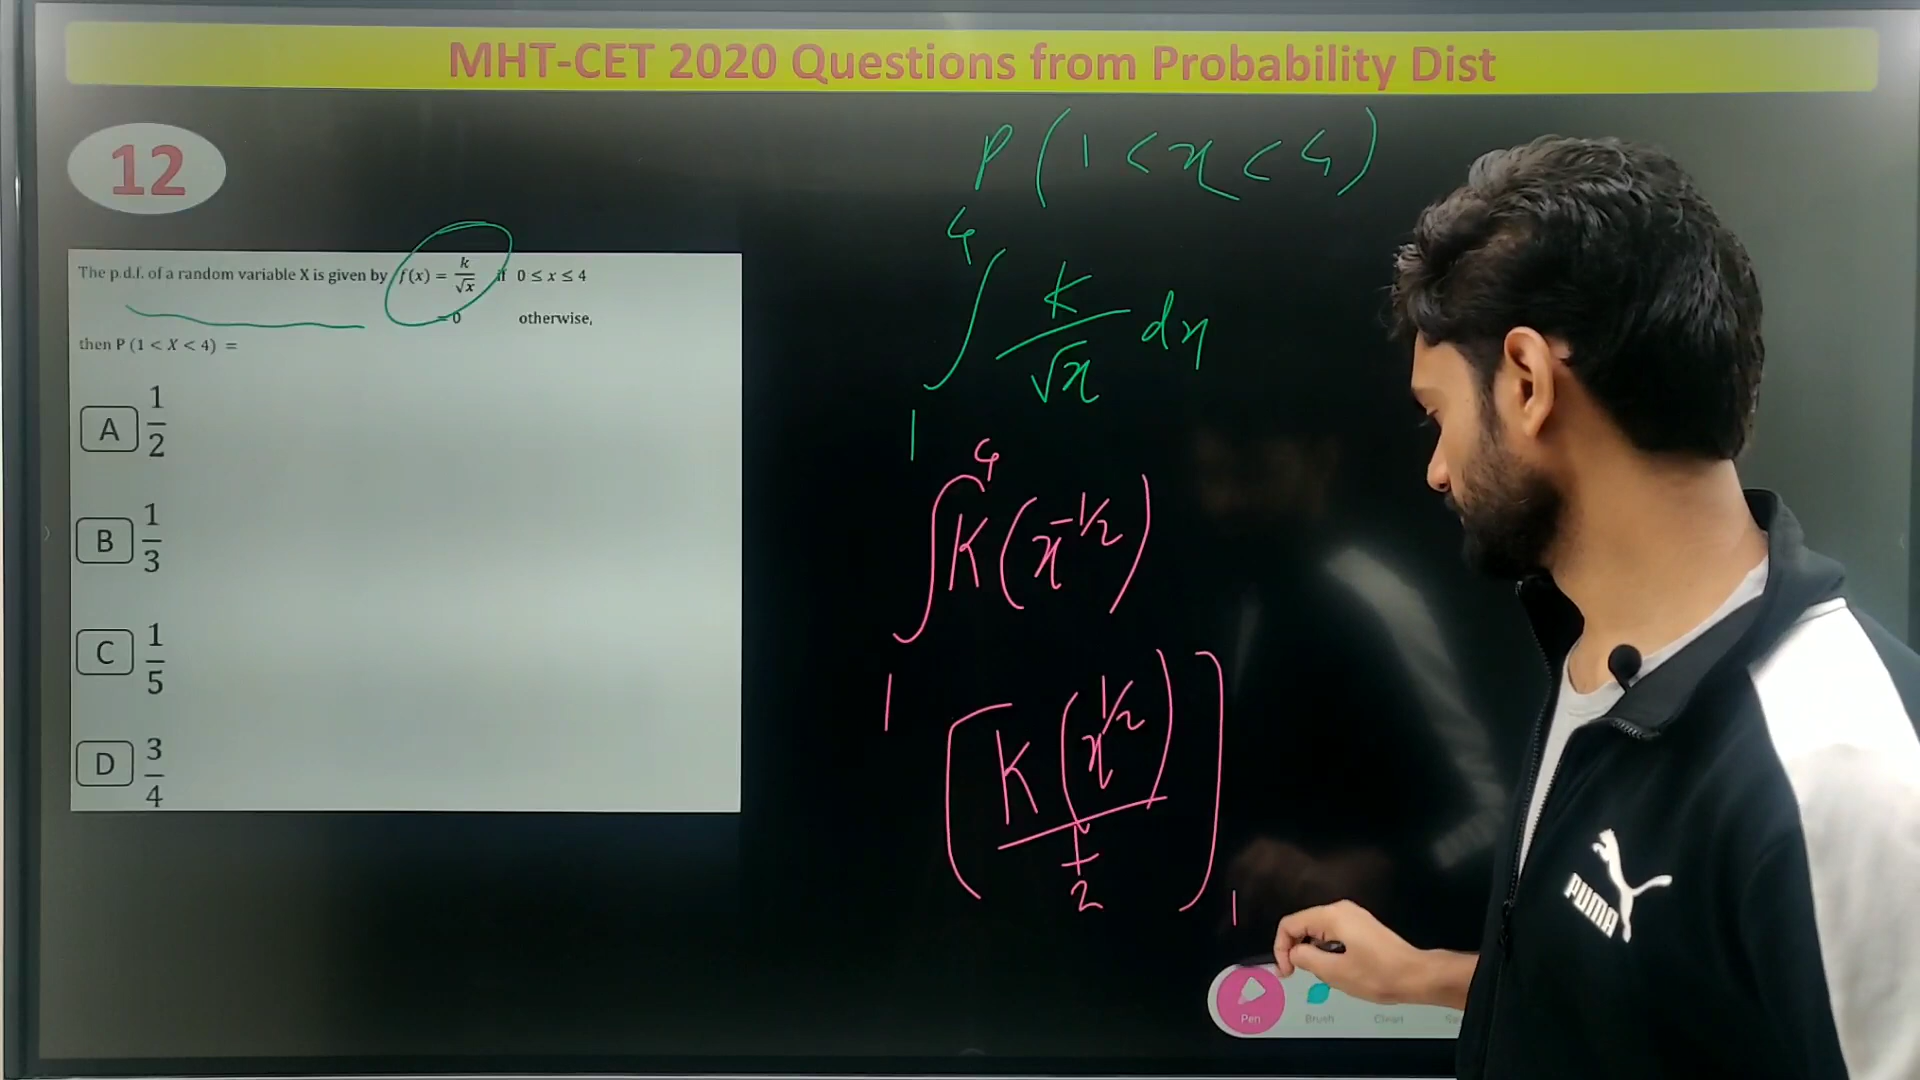 MHT-CET 2020 Questions from Probability Dist
12
The p.d.f. of a random variable X is given by f(x) = k/√x if 0 ≤ x ≤ 4
= 0 otherwise,
then P (1 < X < 4) =
A 1/2
B 1/3
C 1/5
D 3/4
P(1<x<4)
∫₁⁴ K/√x dx
∫₁⁴ K(x^-1/2)
[K(x^1/2)/(1/2)]₁
PUMA
Pen
Brush
Clean